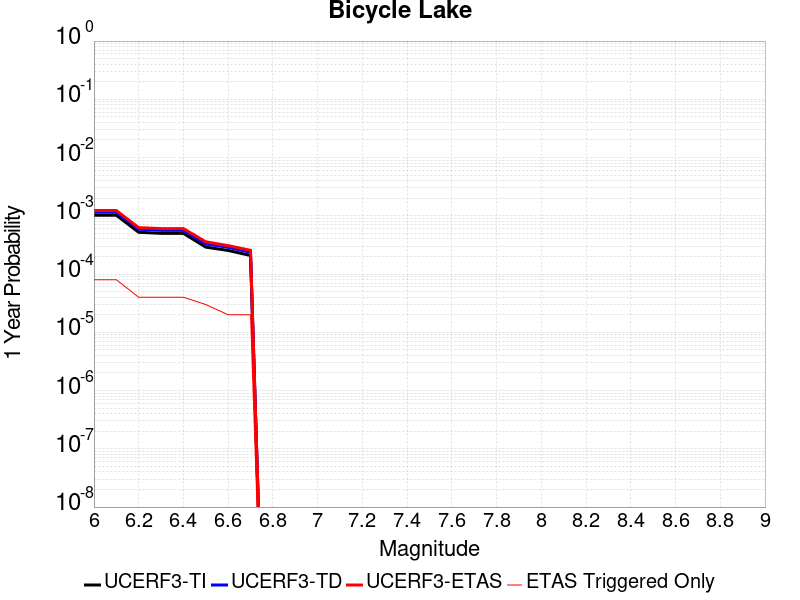 Bicycle Lake
10^0
10^-1
10^-2
10^-3
10^-4
10^-5
10^-6
10^-7
10^-8
1 Year Probability
6 6.2 6.4 6.6 6.8 7 7.2 7.4 7.6 7.8 8 8.2 8.4 8.6 8.8 9
Magnitude
UCERF3-TI UCERF3-TD UCERF3-ETAS ETAS Triggered Only